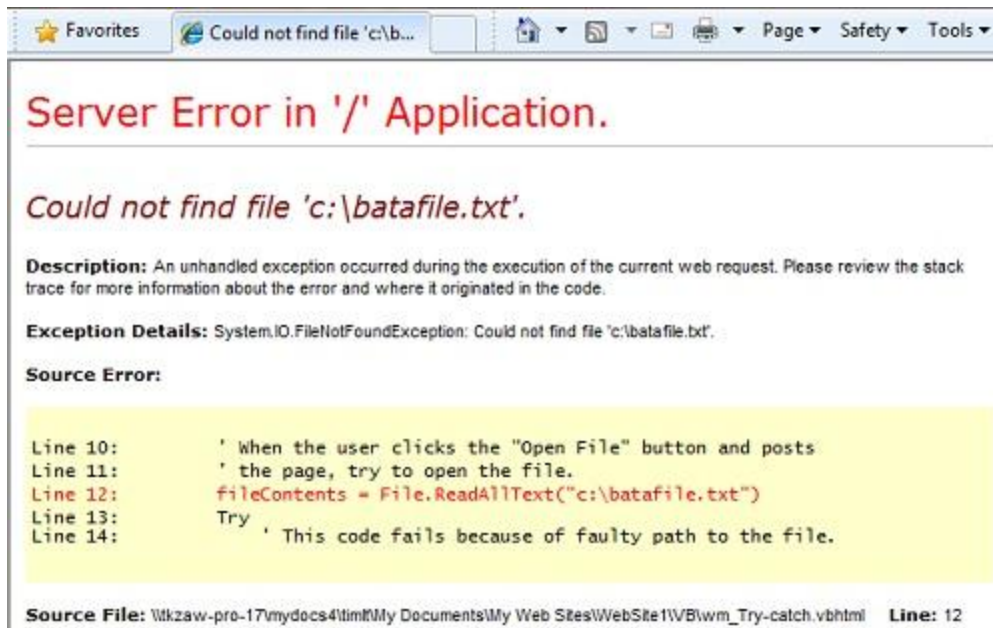 Favorites Could not find file 'c:\b... Page Safety Tools
Server Error in '/' Application.
Could not find file 'c:\batafile.txt'.
Description: An unhandled exception occurred during the execution of the current web request. Please review the stack
trace for more information about the error and where it originated in the code.
Exception Details: System.IO.FileNotFoundException: Could not find file 'c:\batafile.txt'.
Source Error:
Line 10: ' When the user clicks the "Open File" button and posts
Line 11: ' the page, try to open the file.
Line 12: fileContents = File.ReadAllText("c:\batafile.txt")
Line 13: Try
Line 14: ' This code fails because of faulty path to the file.
Source File: \\tkzaw-pro-17\mydocs4\timlt\My Documents\My Web Sites\WebSite1\VB\wm_Try-catch.vbhtml Line: 12